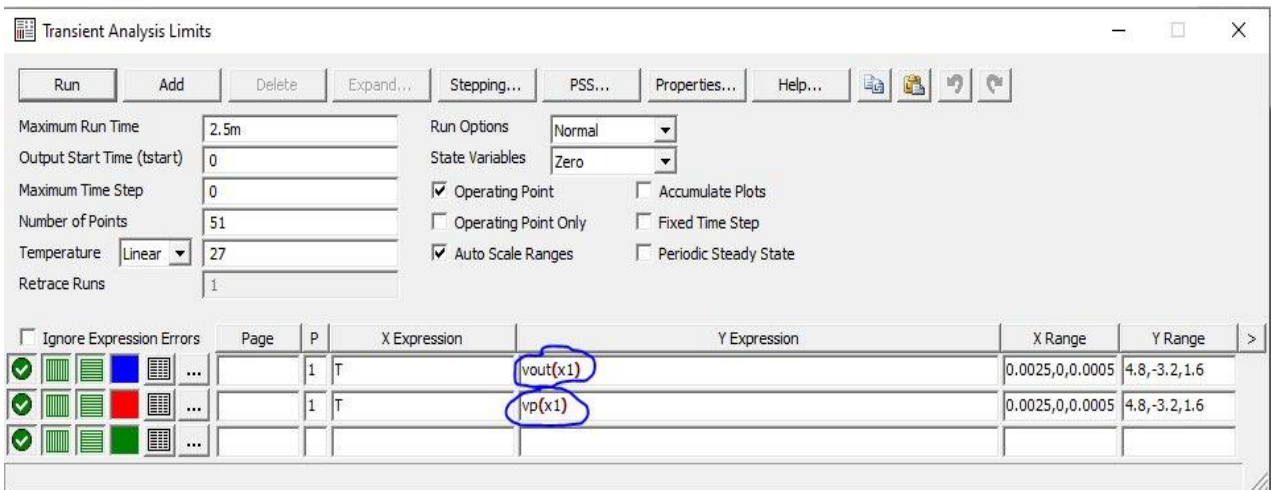 Transient Analysis Limits
Run Add Delete Expand... Stepping... PSS... Properties... Help...
Maximum Run Time 2.5m Run Options Normal
Output Start Time (tstart) 0 State Variables Zero
Maximum Time Step 0 Operating Point Accumulate Plots
Number of Points 51 Operating Point Only Fixed Time Step
Temperature Linear 27 Auto Scale Ranges Periodic Steady State
Retrace Runs 1
Ignore Expression Errors Page P X Expression Y Expression X Range Y Range >
... 1 T vout(x1) 0.0025,0,0.0005 4.8,-3.2,1.6
... 1 T vp(x1) 0.0025,0,0.0005 4.8,-3.2,1.6
...